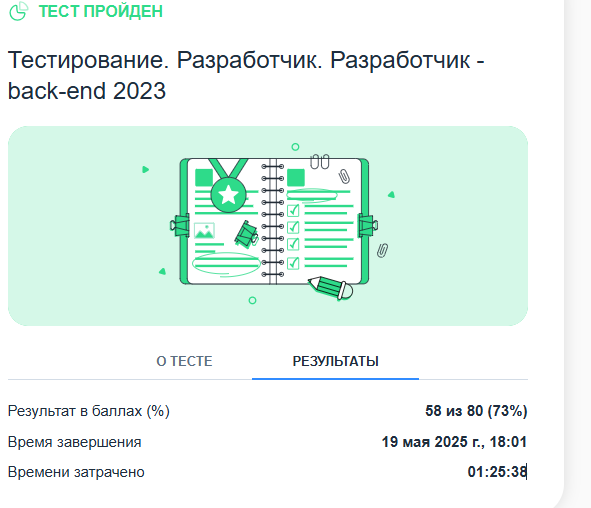 ТЕСТ ПРОЙДЕН
Тестирование. Разработчик. Разработчик -
back-end 2023
О ТЕСТЕ
РЕЗУЛЬТАТЫ
Результат в баллах (%) 58 из 80 (73%)
Время завершения 19 мая 2025 г., 18:01
Времени затрачено 01:25:38